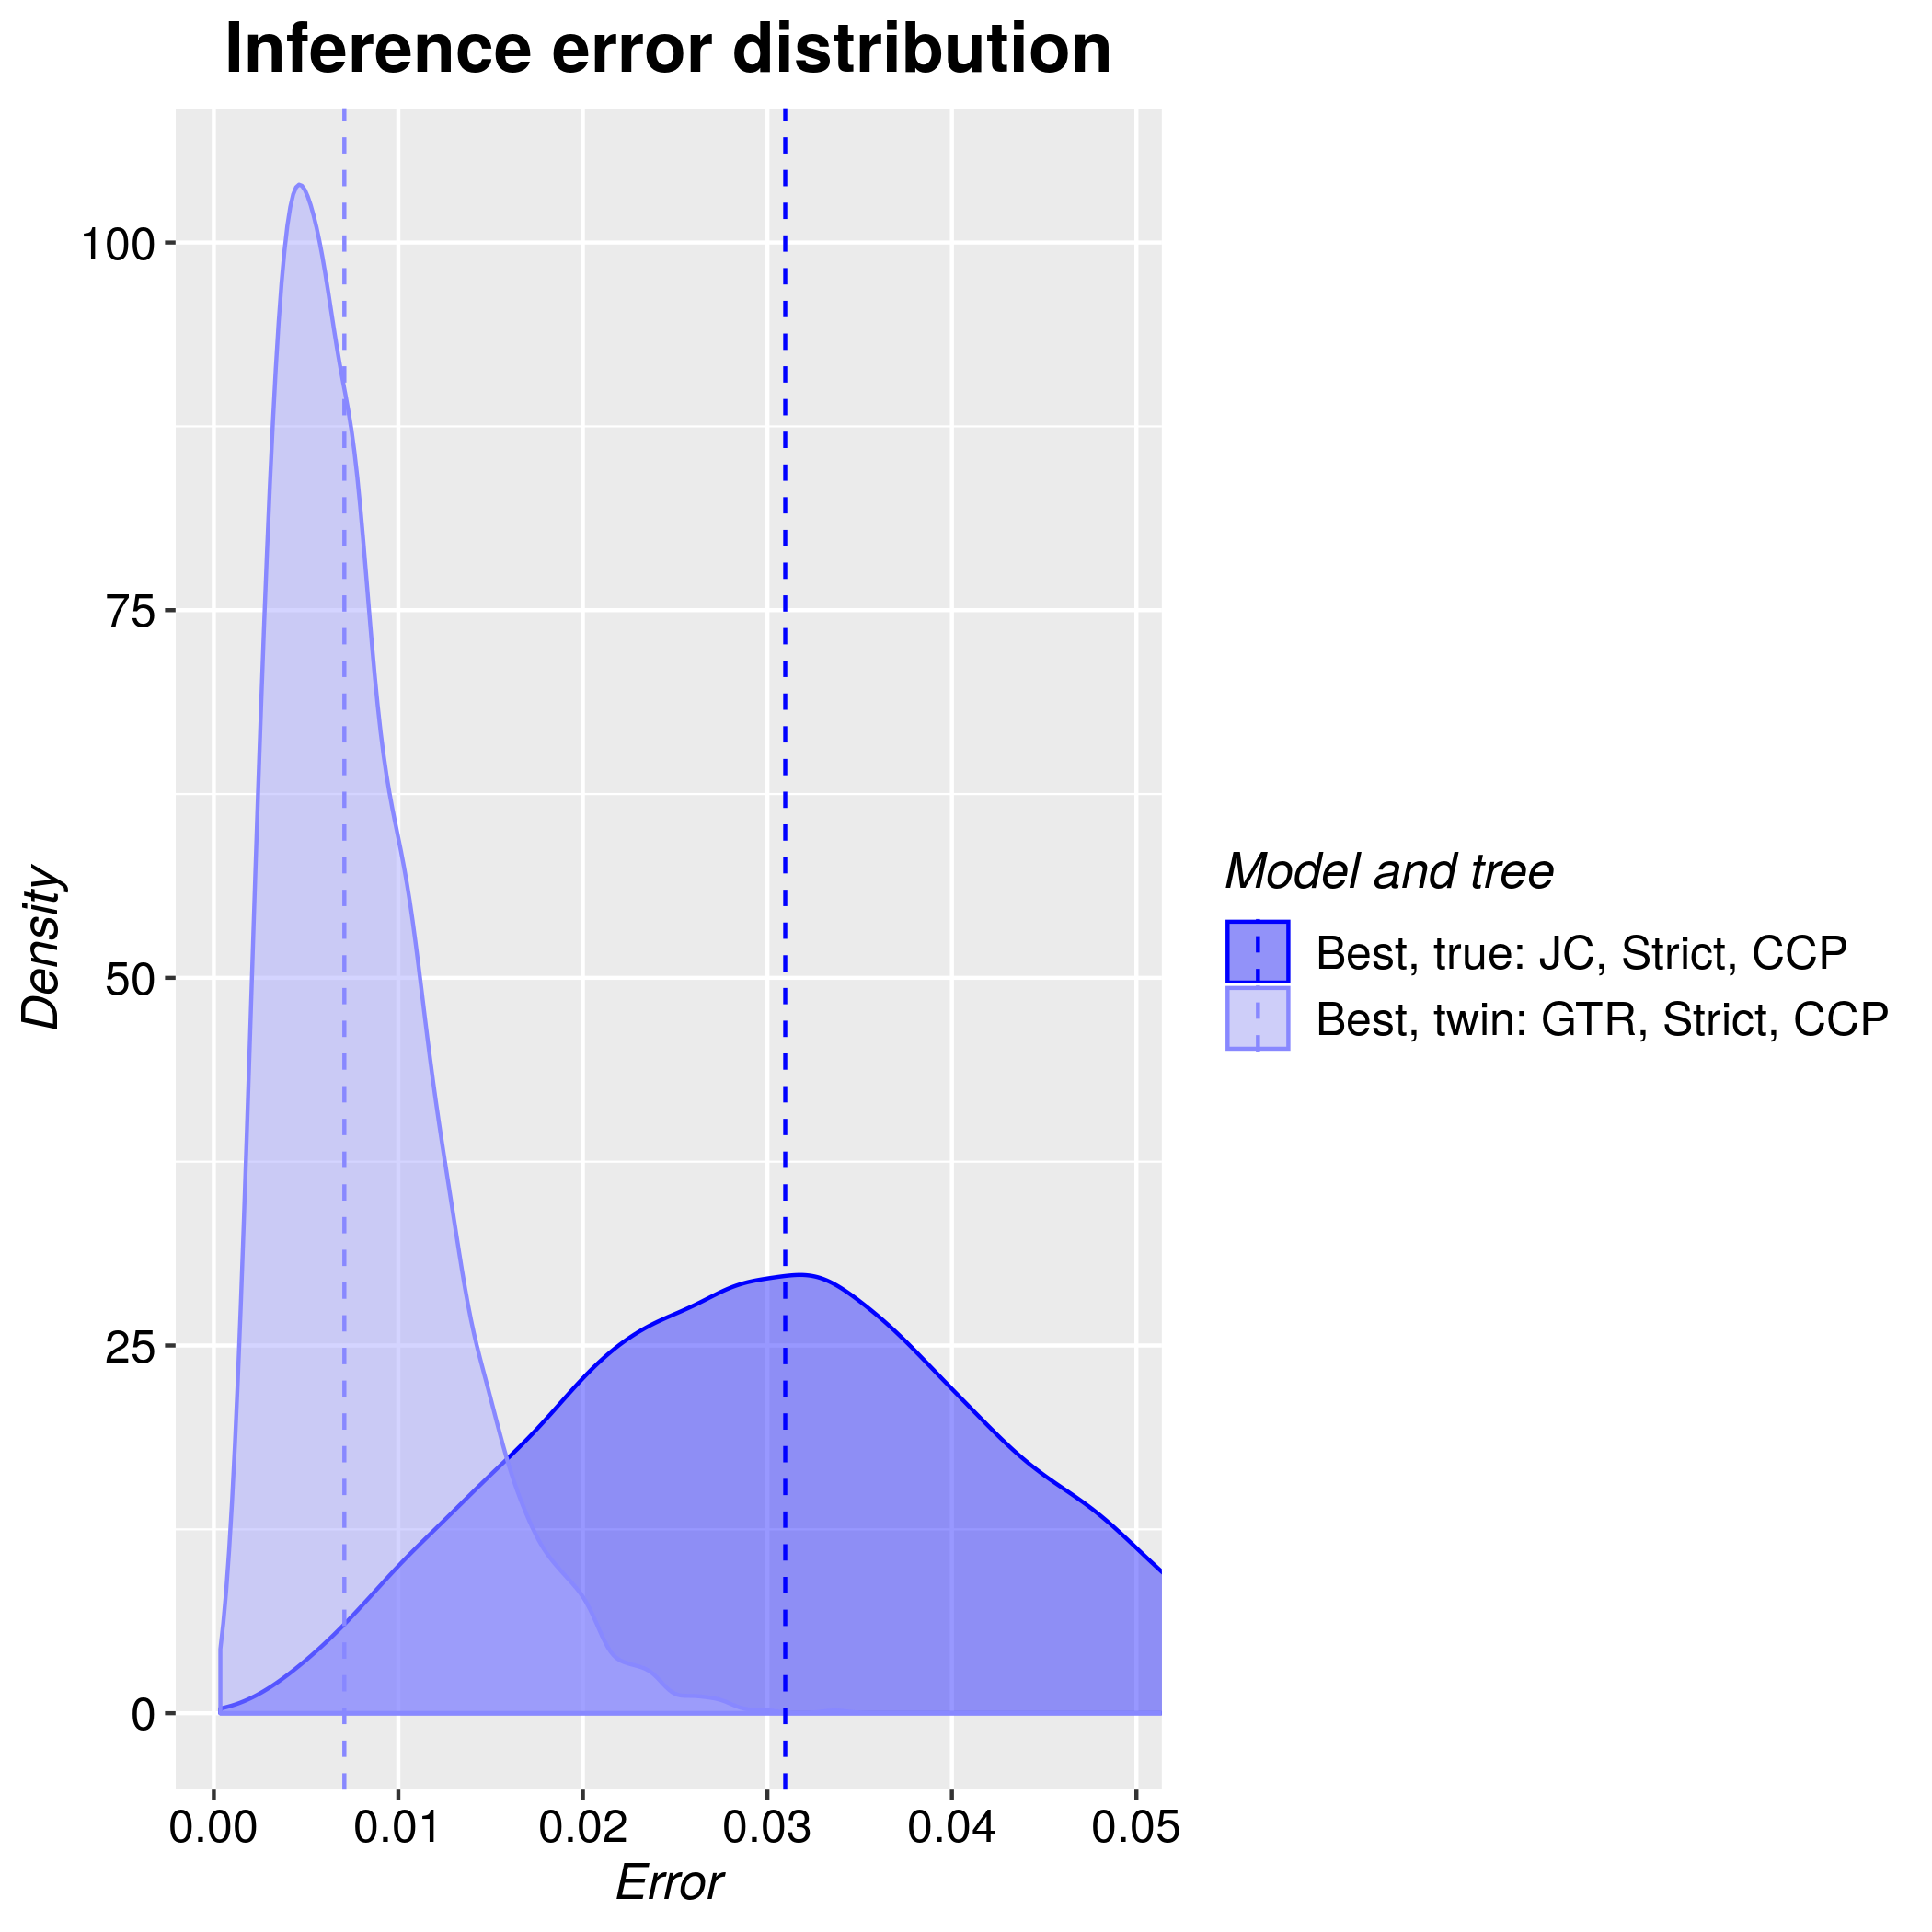 Inference error distribution
100
75
50
25
0
Density
0.00 0.01 0.02 0.03 0.04 0.05
Error
Model and tree
Best, true: JC, Strict, CCP
Best, twin: GTR, Strict, CCP